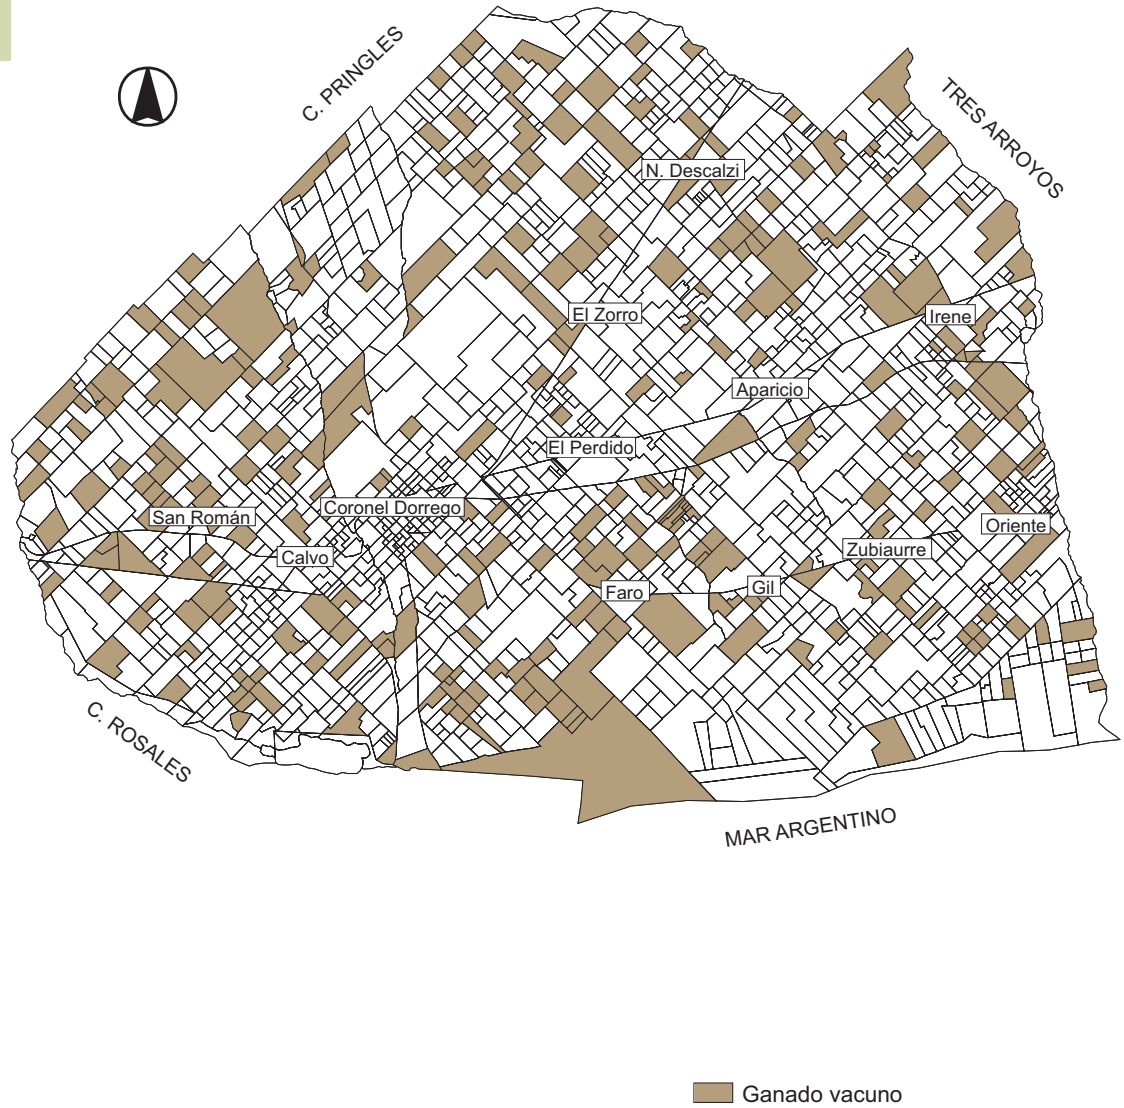 C. PRINGLES
TRES ARROYOS
N. Descalzi
El Zorro
Irene
Aparicio
El Perdido
Coronel Dorrego
San Román
Oriente
Calvo
Zubiaurre
Faro
Gil
C. ROSALES
MAR ARGENTINO
Ganado vacuno